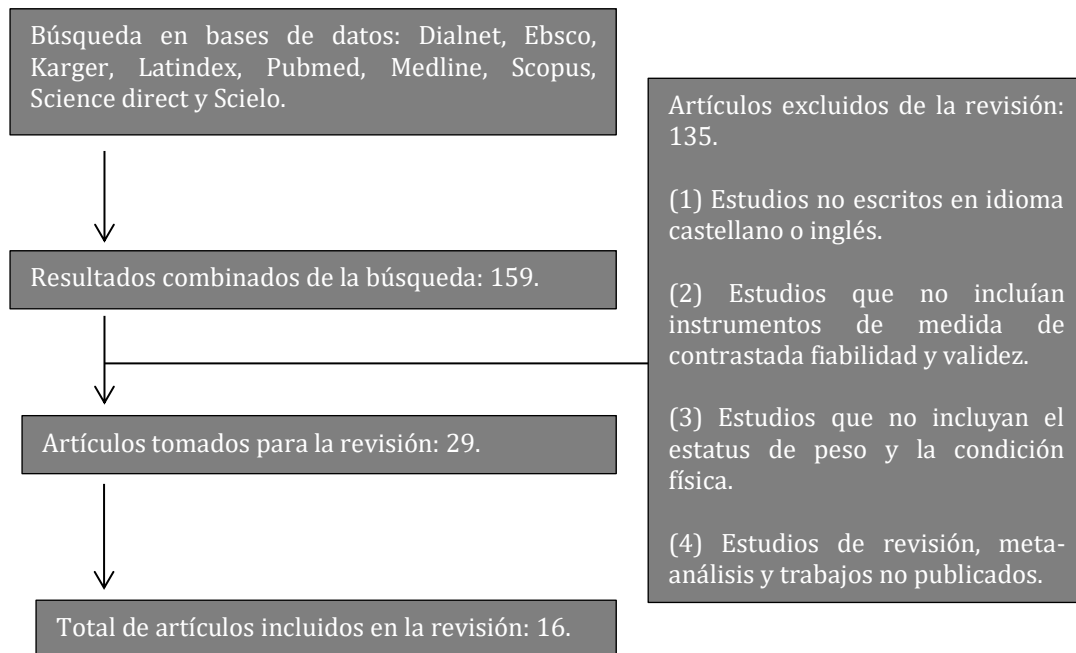 Búsqueda en bases de datos: Dialnet, Ebsco,
Karger, Latindex, Pubmed, Medline, Scopus,
Science direct y Scielo.
Resultados combinados de la búsqueda: 159.
Artículos excluidos de la revisión:
135.
(1) Estudios no escritos en idioma
castellano o inglés.
(2) Estudios que no incluían
instrumentos de medida de
contrastada fiabilidad y validez.
(3) Estudios que no incluyan el
estatus de peso y la condición
física.
(4) Estudios de revisión, meta-
análisis y trabajos no publicados.
Artículos tomados para la revisión: 29.
Total de artículos incluidos en la revisión: 16.